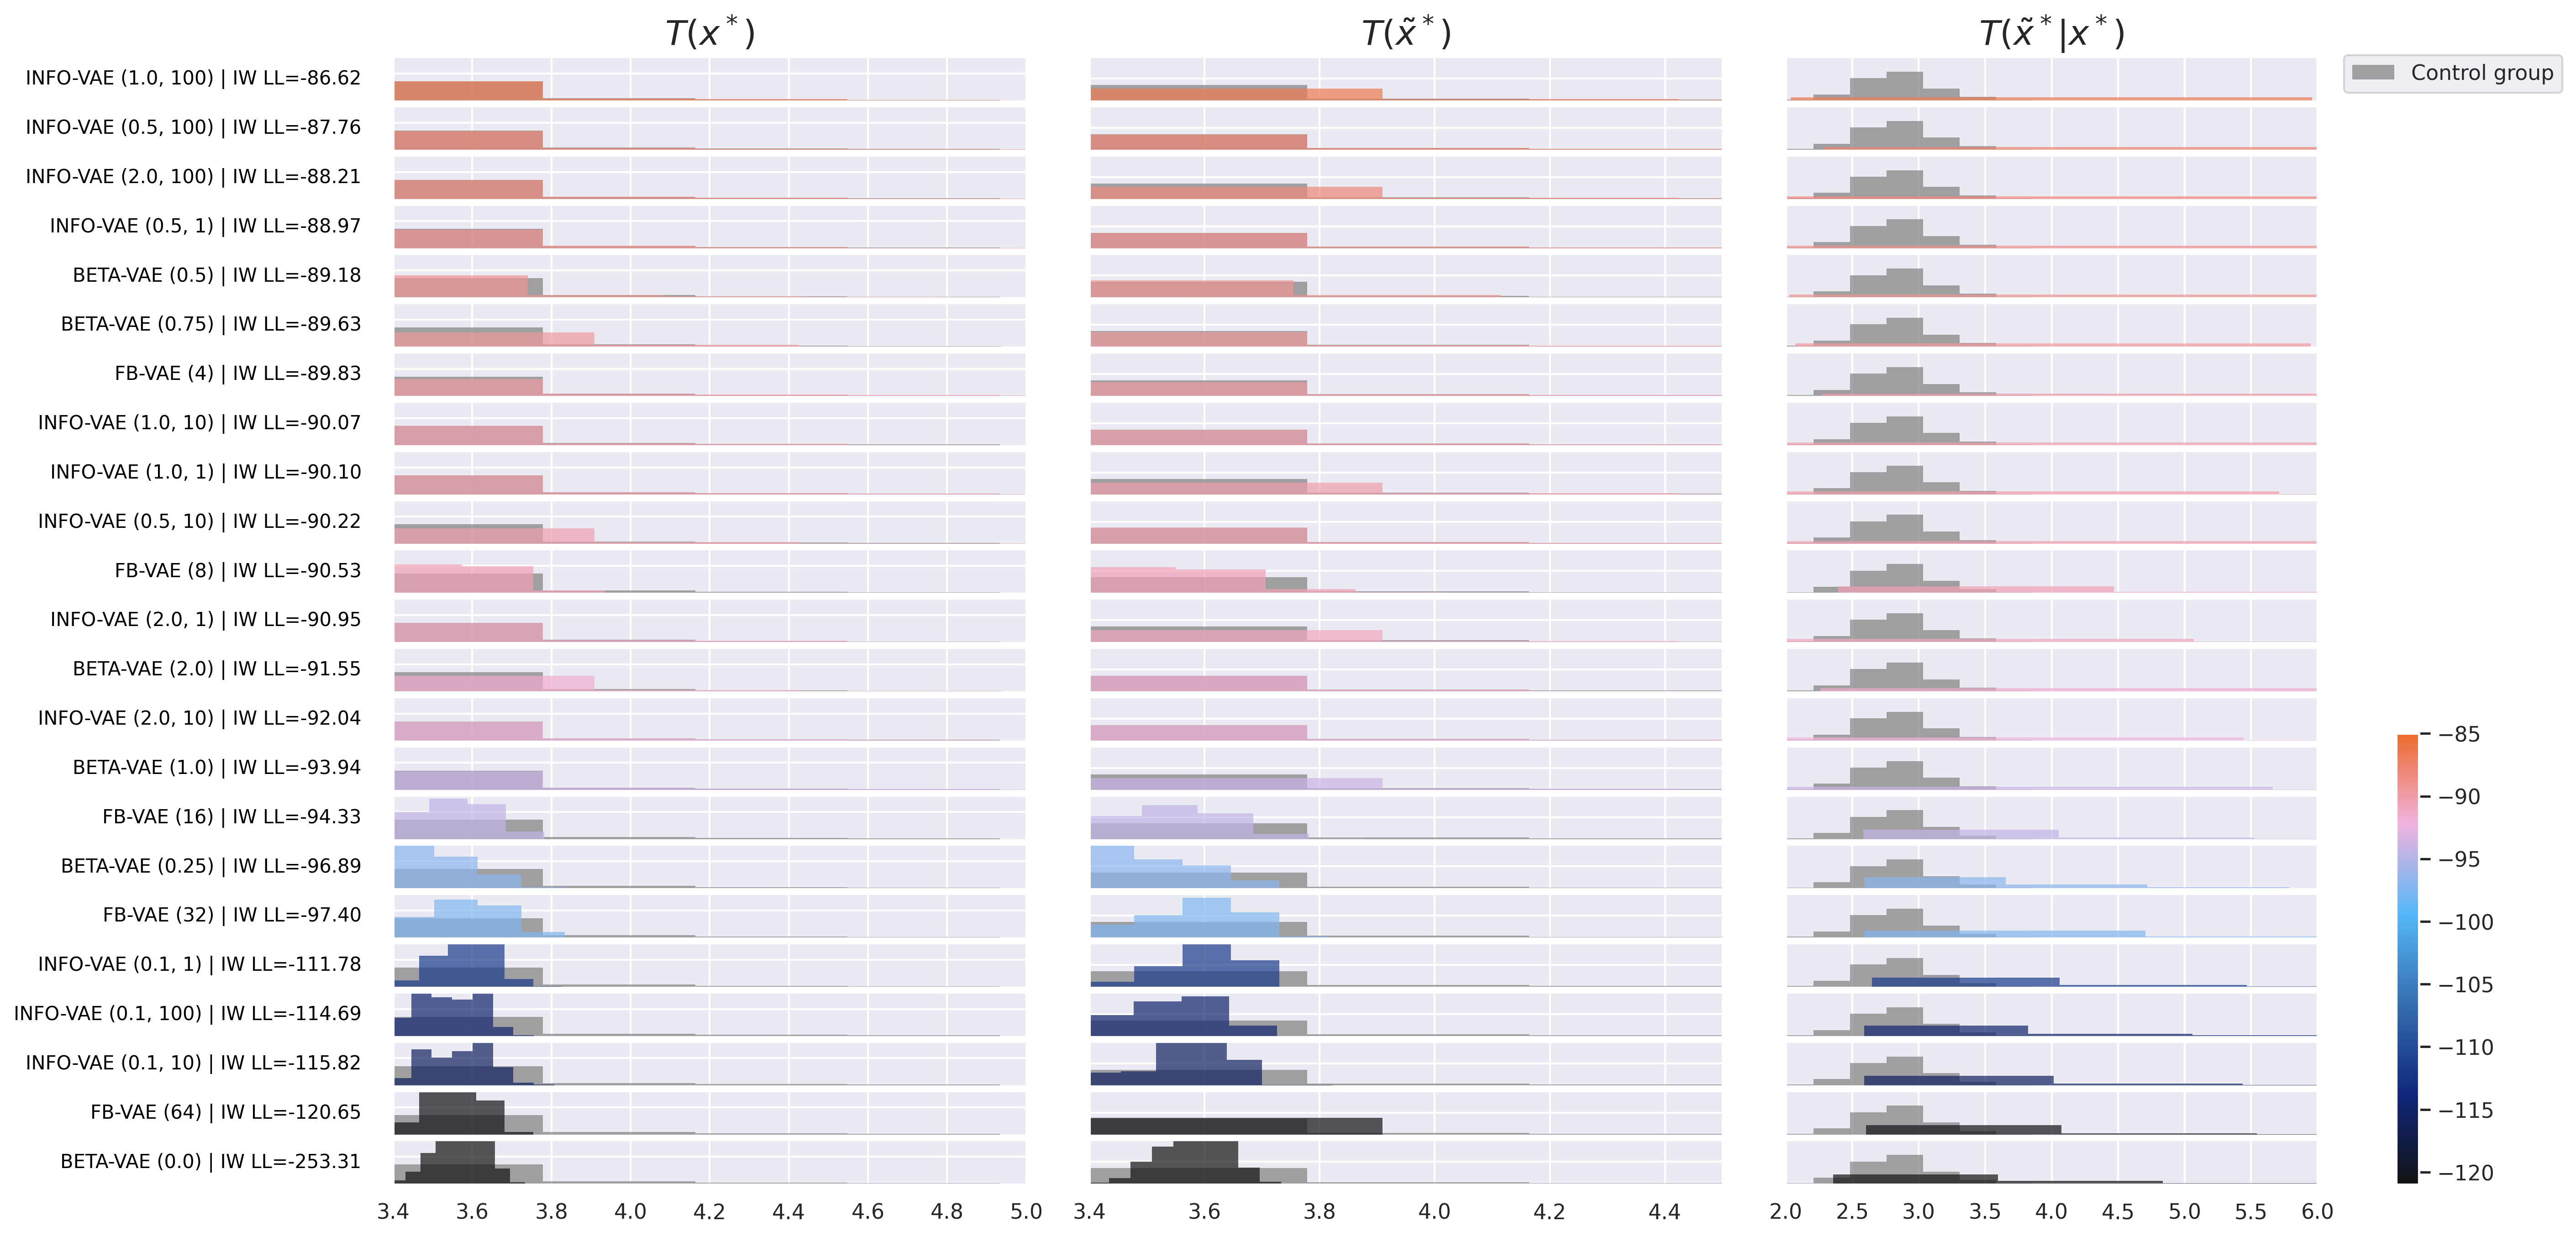 T(x*) T(x̃*) T(x̃*|x*)
Control group
INFO-VAE (1.0, 100) | IW LL=-86.62
INFO-VAE (0.5, 100) | IW LL=-87.76
INFO-VAE (2.0, 100) | IW LL=-88.21
INFO-VAE (0.5, 1) | IW LL=-88.97
BETA-VAE (0.5) | IW LL=-89.18
BETA-VAE (0.75) | IW LL=-89.63
FB-VAE (4) | IW LL=-89.83
INFO-VAE (1.0, 10) | IW LL=-90.07
INFO-VAE (1.0, 1) | IW LL=-90.10
INFO-VAE (0.5, 10) | IW LL=-90.22
FB-VAE (8) | IW LL=-90.53
INFO-VAE (2.0, 1) | IW LL=-90.95
BETA-VAE (2.0) | IW LL=-91.55
INFO-VAE (2.0, 10) | IW LL=-92.04
BETA-VAE (1.0) | IW LL=-93.94
FB-VAE (16) | IW LL=-94.33
BETA-VAE (0.25) | IW LL=-96.89
FB-VAE (32) | IW LL=-97.40
INFO-VAE (0.1, 1) | IW LL=-111.78
INFO-VAE (0.1, 100) | IW LL=-114.69
INFO-VAE (0.1, 10) | IW LL=-115.82
FB-VAE (64) | IW LL=-120.65
BETA-VAE (0.0) | IW LL=-253.31
3.4 3.6 3.8 4.0 4.2 4.4 4.6 4.8 5.0
3.4 3.6 3.8 4.0 4.2 4.4
2.0 2.5 3.0 3.5 4.0 4.5 5.0 5.5 6.0
−85
−90
−95
−100
−105
−110
−115
−120